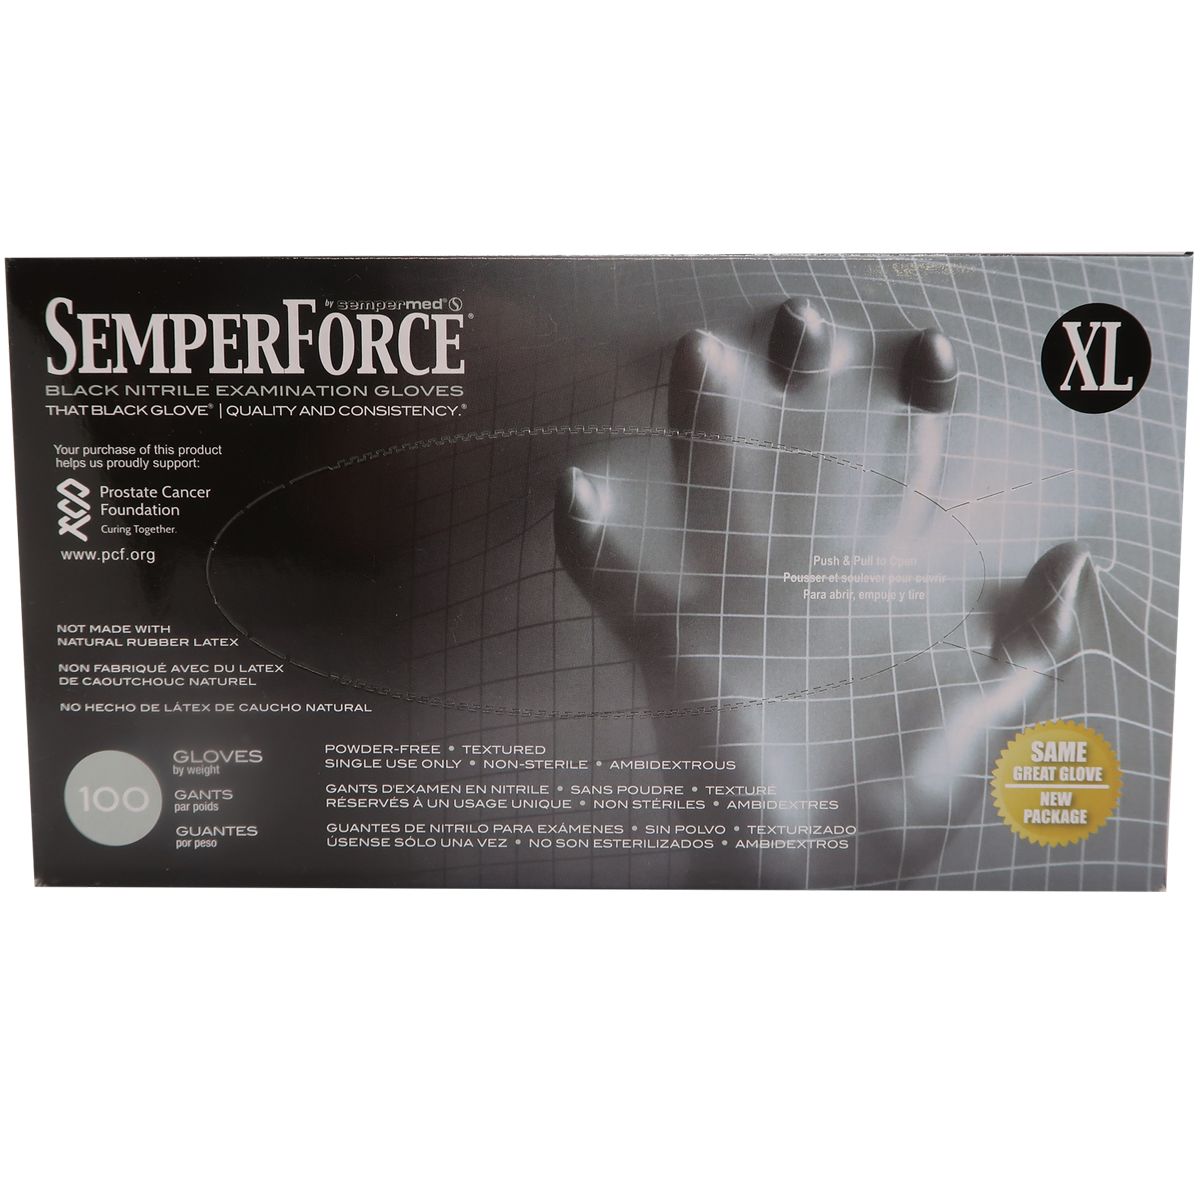 by sempermed®
SEMPERFORCE®
BLACK NITRILE EXAMINATION GLOVES
THAT BLACK GLOVE® | QUALITY AND CONSISTENCY.®
XL
Your purchase of this product
helps us proudly support:
Prostate Cancer
Foundation
Curing Together.
www.pcf.org
Push & Pull to Open
Pousser et soulever pour ouvrir
Para abrir, empuje y tire
NOT MADE WITH
NATURAL RUBBER LATEX
NON FABRIQUÉ AVEC DU LATEX
DE CAOUTCHOUC NATUREL
NO HECHO DE LÁTEX DE CAUCHO NATURAL
100
GLOVES
by weight
GANTS
par poids
GUANTES
por peso
POWDER-FREE • TEXTURED
SINGLE USE ONLY • NON-STERILE • AMBIDEXTROUS
GANTS D'EXAMEN EN NITRILE • SANS POUDRE • TEXTURÉ
RÉSERVÉS À UN USAGE UNIQUE • NON STÉRILES • AMBIDEXTRES
GUANTES DE NITRILO PARA EXÁMENES • SIN POLVO • TEXTURIZADO
ÚSENSE SÓLO UNA VEZ • NO SON ESTERILIZADOS • AMBIDEXTROS
SAME
GREAT GLOVE
NEW
PACKAGE